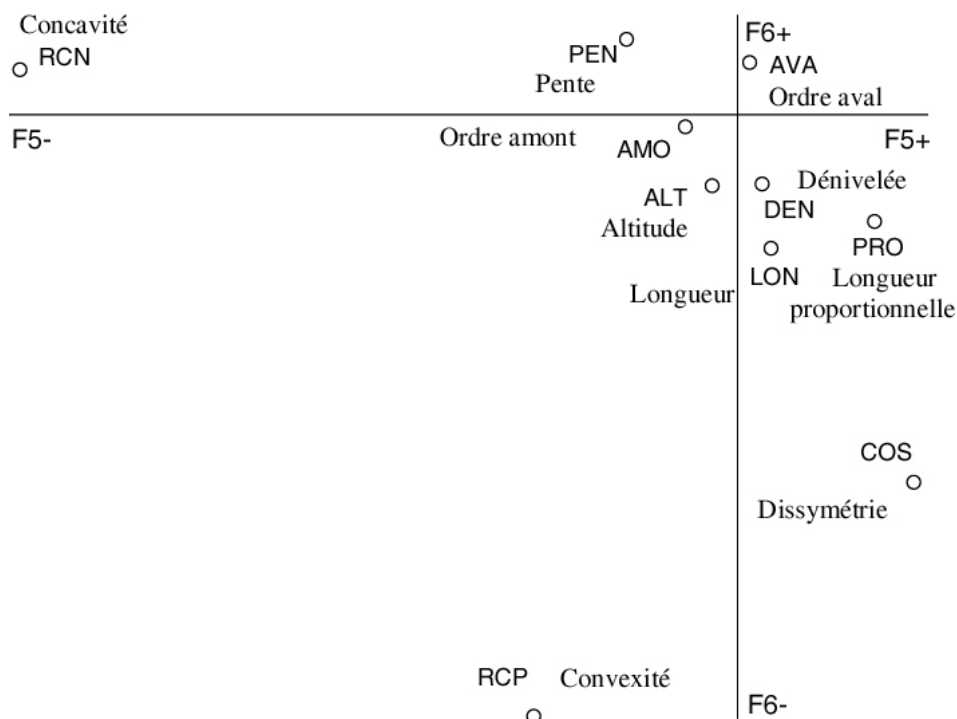 Concavité
RCN
PEN
Pente
F6+
AVA
Ordre aval
F5-
Ordre amont
F5+
AMO
ALT
Altitude
Dénivelée
DEN
PRO
LON
Longueur
Longueur
proportionnelle
COS
Dissymétrie
RCP
Convexité
F6-